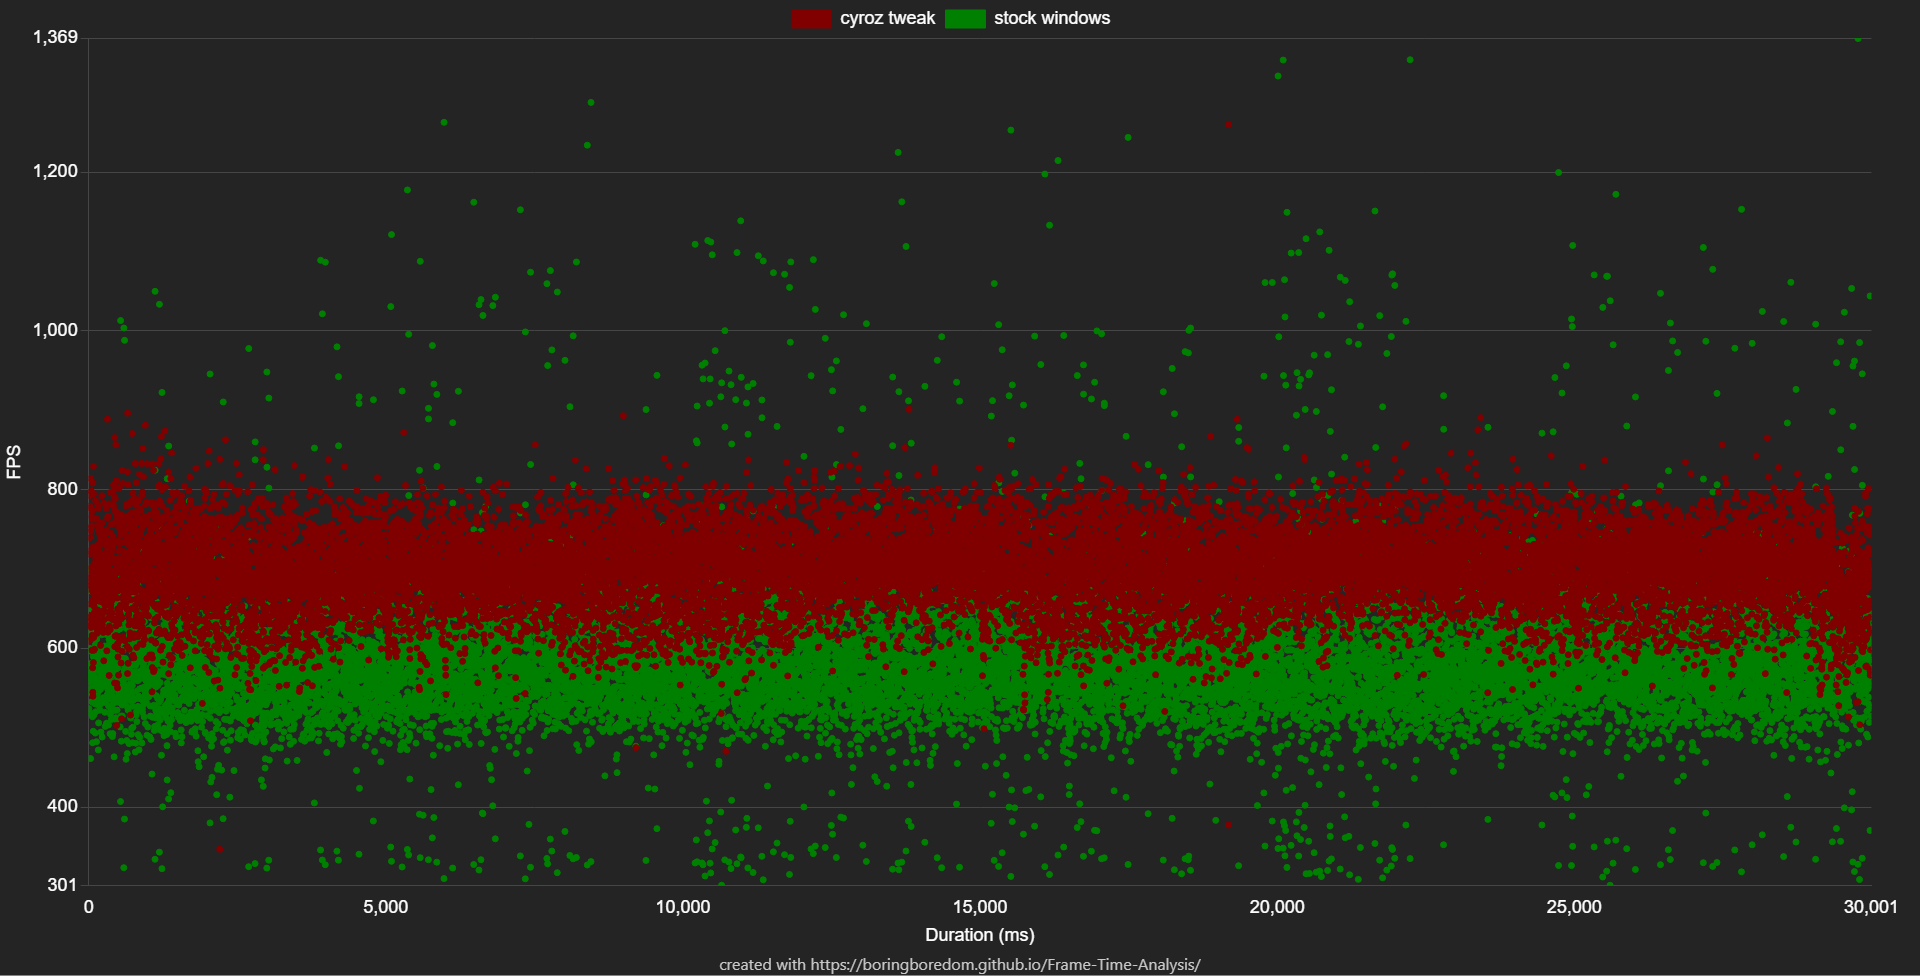 cyroz tweak stock windows
1,369
1,200
1,000
800
600
400
301
FPS
0 5,000 10,000 15,000 20,000 25,000 30,001
Duration (ms)
created with https://boringboredom.github.io/Frame-Time-Analysis/